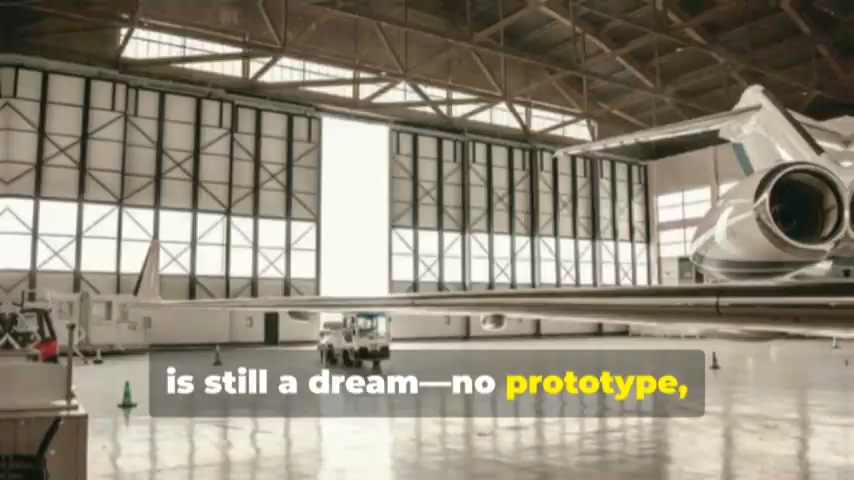 is still a dream—no prototype,